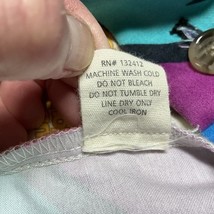 RN# 132412
MACHINE WASH COLD
DO NOT BLEACH
DO NOT TUMBLE DRY
LINE DRY ONLY
COOL IRON